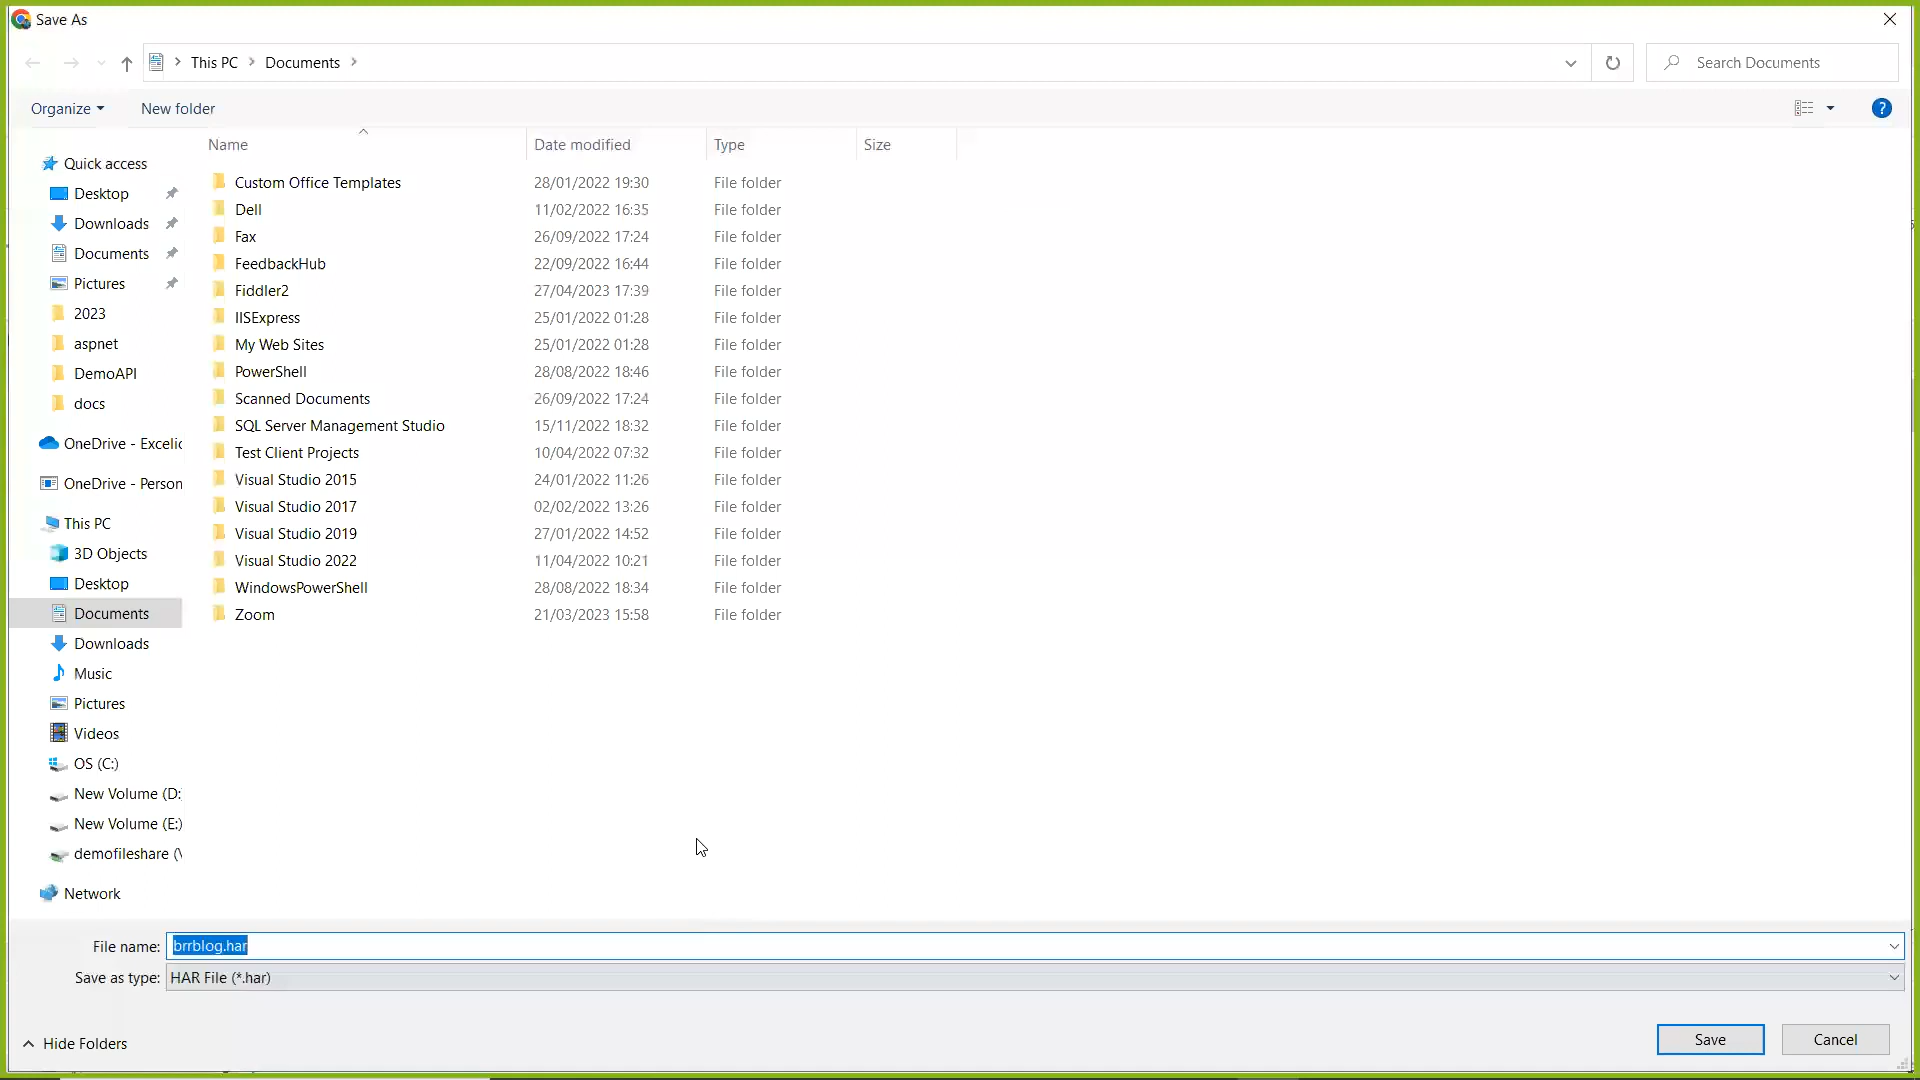 Save As
This PC > Documents >
Search Documents
Organize New folder
?
Name Date modified Type Size
Quick access
Desktop
Downloads
Documents
Pictures
2023
aspnet
DemoAPI
docs
OneDrive - Excelic
OneDrive - Person
This PC
3D Objects
Desktop
Documents
Downloads
Music
Pictures
Videos
OS (C:)
New Volume (D:
New Volume (E:)
demofileshare (\
Network
Custom Office Templates 28/01/2022 19:30 File folder
Dell 11/02/2022 16:35 File folder
Fax 26/09/2022 17:24 File folder
FeedbackHub 22/09/2022 16:44 File folder
Fiddler2 27/04/2023 17:39 File folder
IISExpress 25/01/2022 01:28 File folder
My Web Sites 25/01/2022 01:28 File folder
PowerShell 28/08/2022 18:46 File folder
Scanned Documents 26/09/2022 17:24 File folder
SQL Server Management Studio 15/11/2022 18:32 File folder
Test Client Projects 10/04/2022 07:32 File folder
Visual Studio 2015 24/01/2022 11:26 File folder
Visual Studio 2017 02/02/2022 13:26 File folder
Visual Studio 2019 27/01/2022 14:52 File folder
Visual Studio 2022 11/04/2022 10:21 File folder
WindowsPowerShell 28/08/2022 18:34 File folder
Zoom 21/03/2023 15:58 File folder
File name: brrblog.har
Save as type: HAR File (*.har)
Hide Folders
Save Cancel